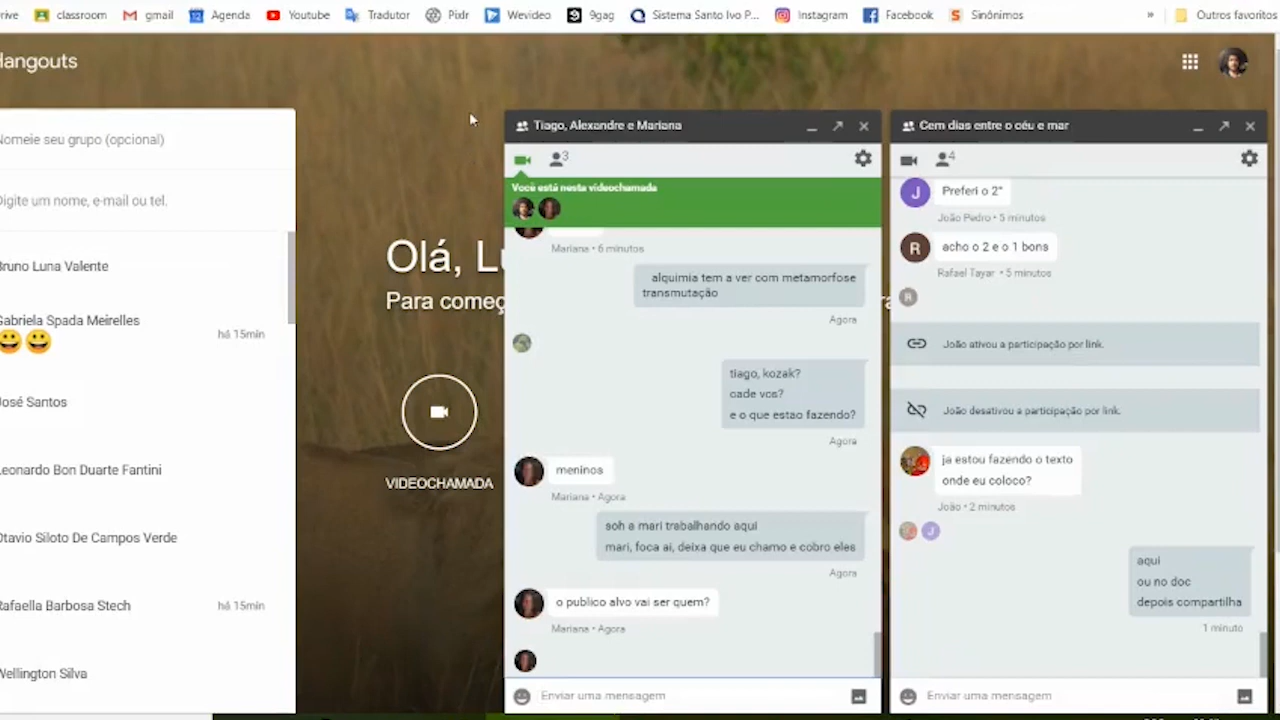 classroom
gmail
Agenda
Youtube
Tradutor
Pixlr
Wevideo
9gag
Sistema Santo Ivo P...
Instagram
Facebook
Sinônimos
»
Outros favoritos
Hangouts
Nomeie seu grupo (opcional)
Digite um nome, e-mail ou tel.
Bruno Luna Valente
Gabriela Spada Meirelles
há 15min
José Santos
Leonardo Bon Duarte Fantini
Otavio Siloto De Campos Verde
Rafaella Barbosa Stech
há 15min
Wellington Silva
Olá, Lu
Para começ
VIDEOCHAMADA
Tiago, Alexandre e Mariana
3
Você está nesta videochamada
Mariana • 6 minutos
alquimia tem a ver com metamorfose
transmutação
Agora
tiago, kozak?
cade vcs?
e o que estao fazendo?
Agora
meninos
Mariana • Agora
soh a mari trabalhando aqui
mari, foca ai, deixa que eu chamo e cobro eles
Agora
o publico alvo vai ser quem?
Mariana • Agora
Enviar uma mensagem
Cem dias entre o céu e mar
4
J
Preferi o 2°
João Pedro • 5 minutos
R
acho o 2 e o 1 bons
Rafael Tayar • 5 minutos
R
João ativou a participação por link.
João desativou a participação por link.
ja estou fazendo o texto
onde eu coloco?
João • 2 minutos
J
aqui
ou no doc
depois compartilha
1 minuto
Enviar uma mensagem